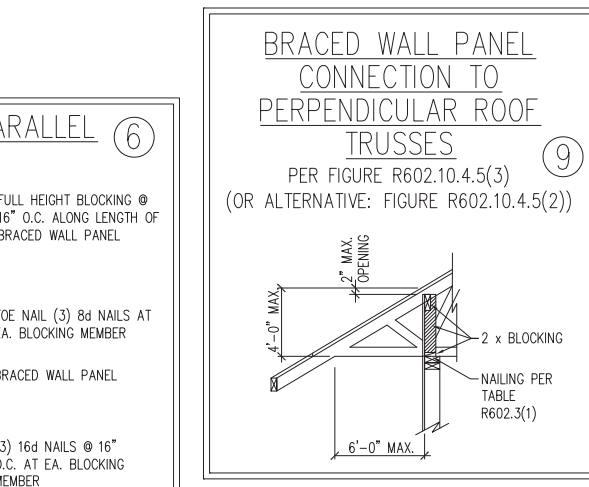 ARALLEL 6
FULL HEIGHT BLOCKING @
16" O.C. ALONG LENGTH OF
BRACED WALL PANEL
TOE NAIL (3) 8d NAILS AT
EA. BLOCKING MEMBER
BRACED WALL PANEL
3) 16d NAILS @ 16"
O.C. AT EA. BLOCKING
MEMBER
BRACED WALL PANEL
CONNECTION TO
PERPENDICULAR ROOF
TRUSSES
9
PER FIGURE R602.10.4.5(3)
(OR ALTERNATIVE: FIGURE R602.10.4.5(2))
2" MAX.
OPENING
4'-0" MAX.
2 x BLOCKING
NAILING PER
TABLE
R602.3(1)
6'-0" MAX.